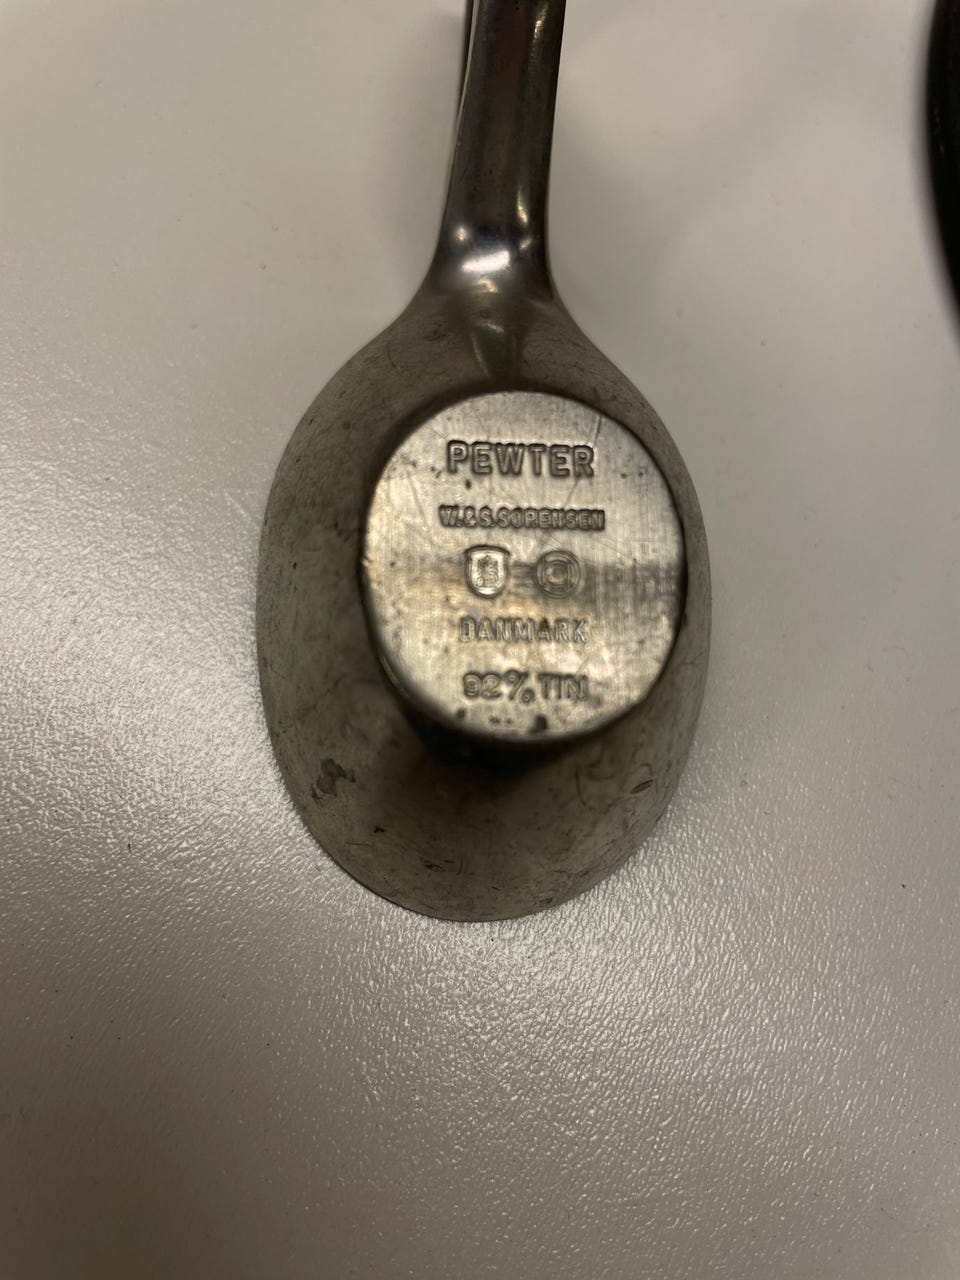 PEWTER
W.&S.SORENSEN
©
DANMARK
92% TIN